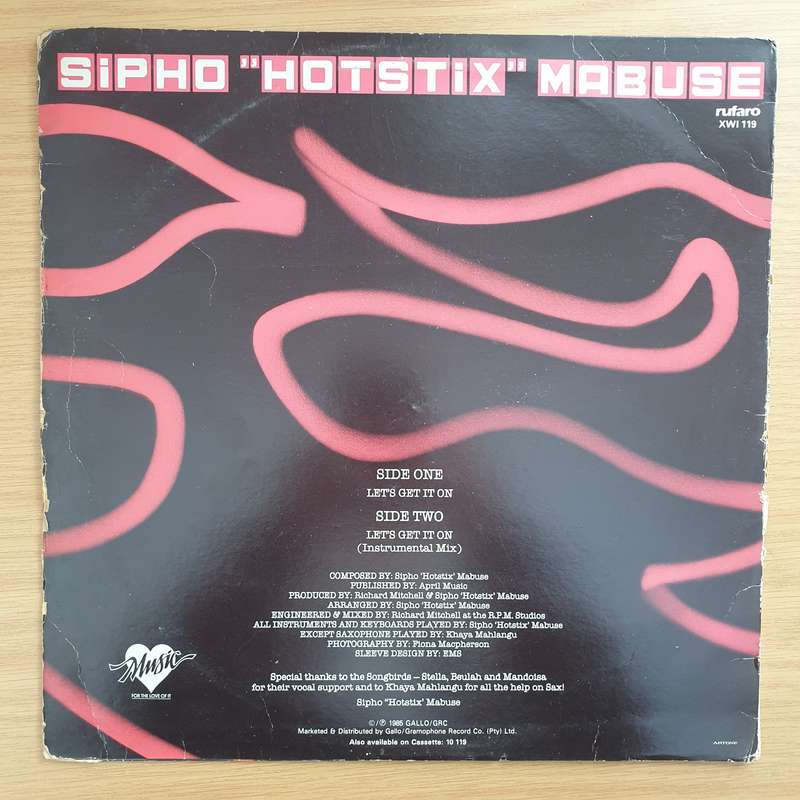 SiPHO "HOTSTiX" MABUSE
rufaro
XWI 119
SIDE ONE
LET'S GET IT ON
SIDE TWO
LET'S GET IT ON
(Instrumental Mix)
COMPOSED BY: Sipho 'Hotstix' Mabuse
PUBLISHED BY: April Music
PRODUCED BY: Richard Mitchell & Sipho 'Hotstix' Mabuse
ARRANGED BY: Sipho 'Hotstix' Mabuse
ENGINEERED & MIXED BY: Richard Mitchell at the R.P.M. Studios
ALL INSTRUMENTS AND KEYBOARDS PLAYED BY: Sipho 'Hotstix' Mabuse
EXCEPT SAXOPHONE PLAYED BY: Khaya Mahlangu
PHOTOGRAPHY BY: Fiona Macpherson
SLEEVE DESIGN BY: EMS
Music
FOR THE LOVE OF IT
Special thanks to the Songbirds – Stella, Beulah and Mandoisa
for their vocal support and to Khaya Mahlangu for all the help on Sax!
Sipho "Hotstix' Mabuse
©/℗ 1985 GALLO/GRC
Marketed & Distributed by Gallo/Gramophone Record Co. (Pty) Ltd.
Also available on Cassette: 10 119
ARTONE